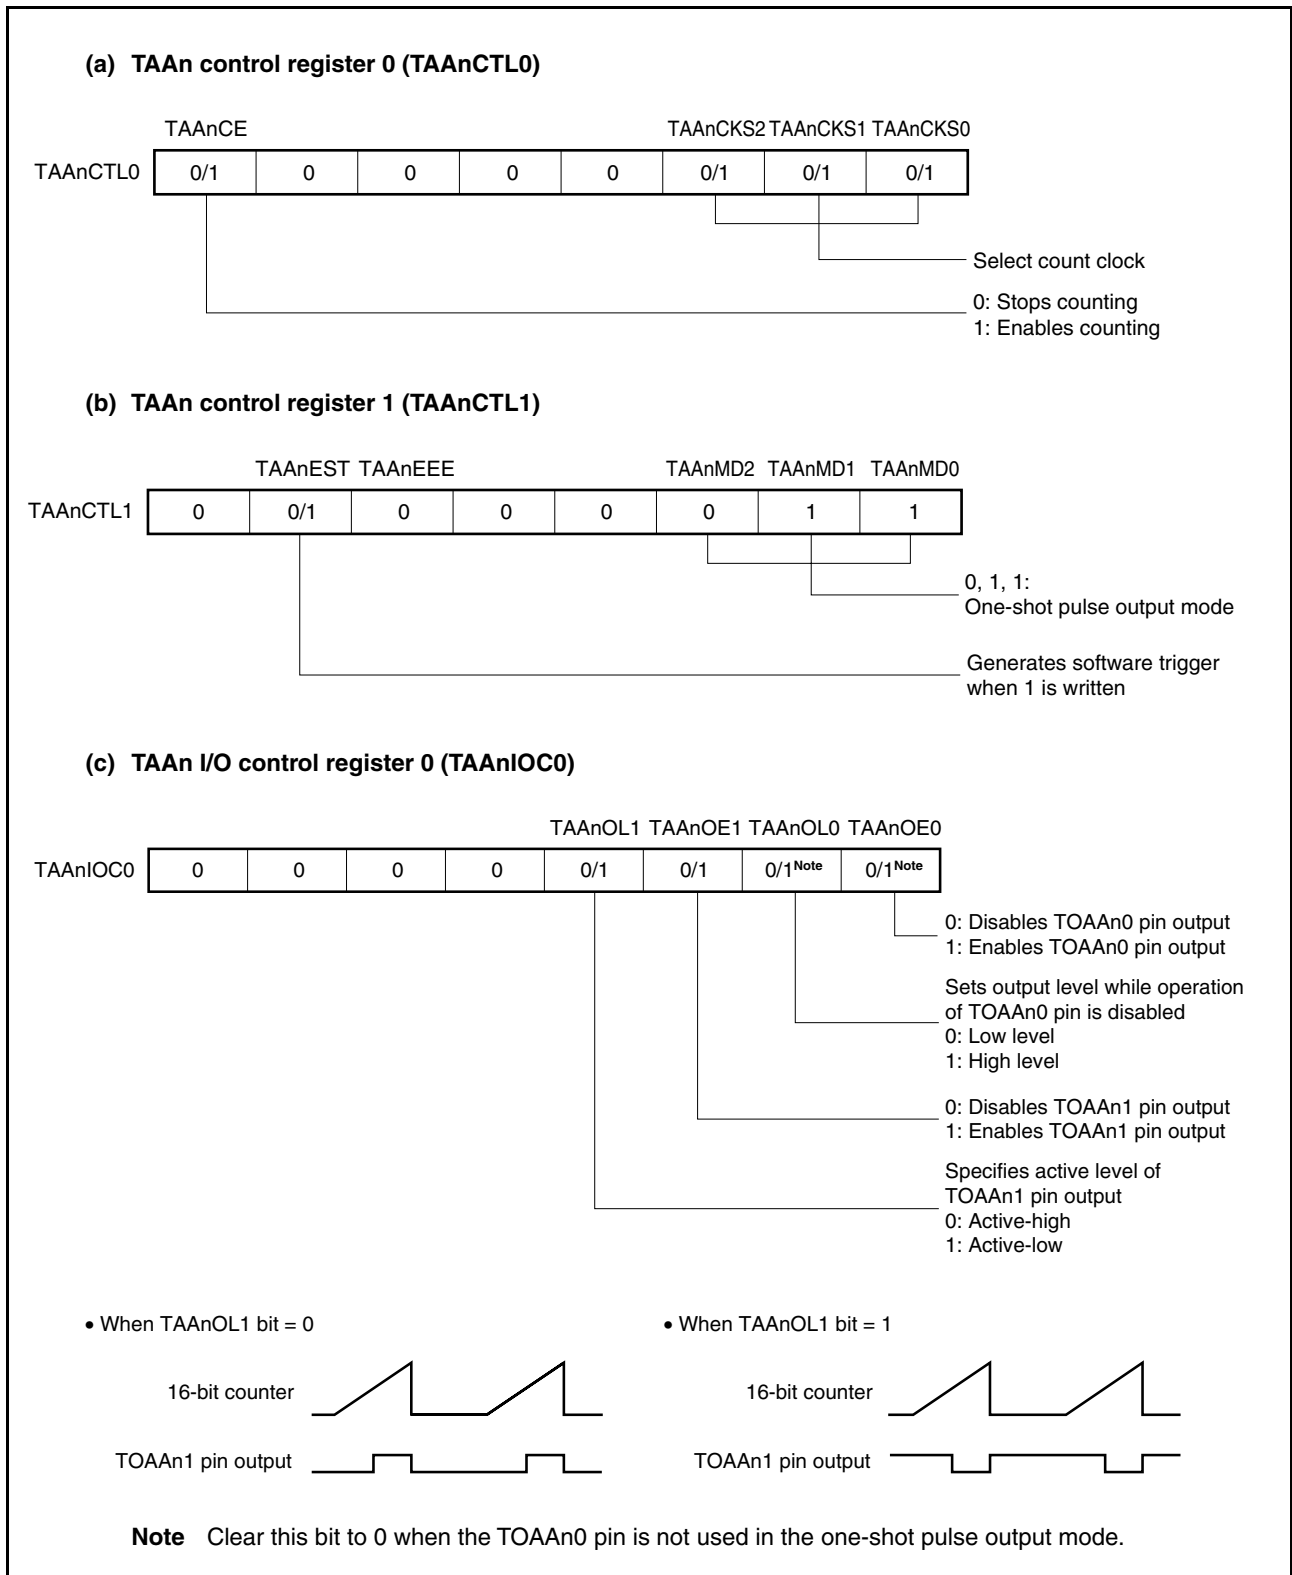 (a) TAAn control register 0 (TAAnCTL0)
TAAnCE TAAnCKS2 TAAnCKS1 TAAnCKS0
TAAnCTL0 0/1 0 0 0 0 0/1 0/1 0/1
Select count clock
0: Stops counting
1: Enables counting
(b) TAAn control register 1 (TAAnCTL1)
TAAnEST TAAnEEE TAAnMD2 TAAnMD1 TAAnMD0
TAAnCTL1 0 0/1 0 0 0 0 1 1
0, 1, 1:
One-shot pulse output mode
Generates software trigger
when 1 is written
(c) TAAn I/O control register 0 (TAAnIOC0)
TAAnOL1 TAAnOE1 TAAnOL0 TAAnOE0
TAAnIOC0 0 0 0 0 0/1 0/1 0/1Note 0/1Note
0: Disables TOAAn0 pin output
1: Enables TOAAn0 pin output
Sets output level while operation
of TOAAn0 pin is disabled
0: Low level
1: High level
0: Disables TOAAn1 pin output
1: Enables TOAAn1 pin output
Specifies active level of
TOAAn1 pin output
0: Active-high
1: Active-low
• When TAAnOL1 bit = 0
16-bit counter
TOAAn1 pin output
• When TAAnOL1 bit = 1
16-bit counter
TOAAn1 pin output
Note Clear this bit to 0 when the TOAAn0 pin is not used in the one-shot pulse output mode.